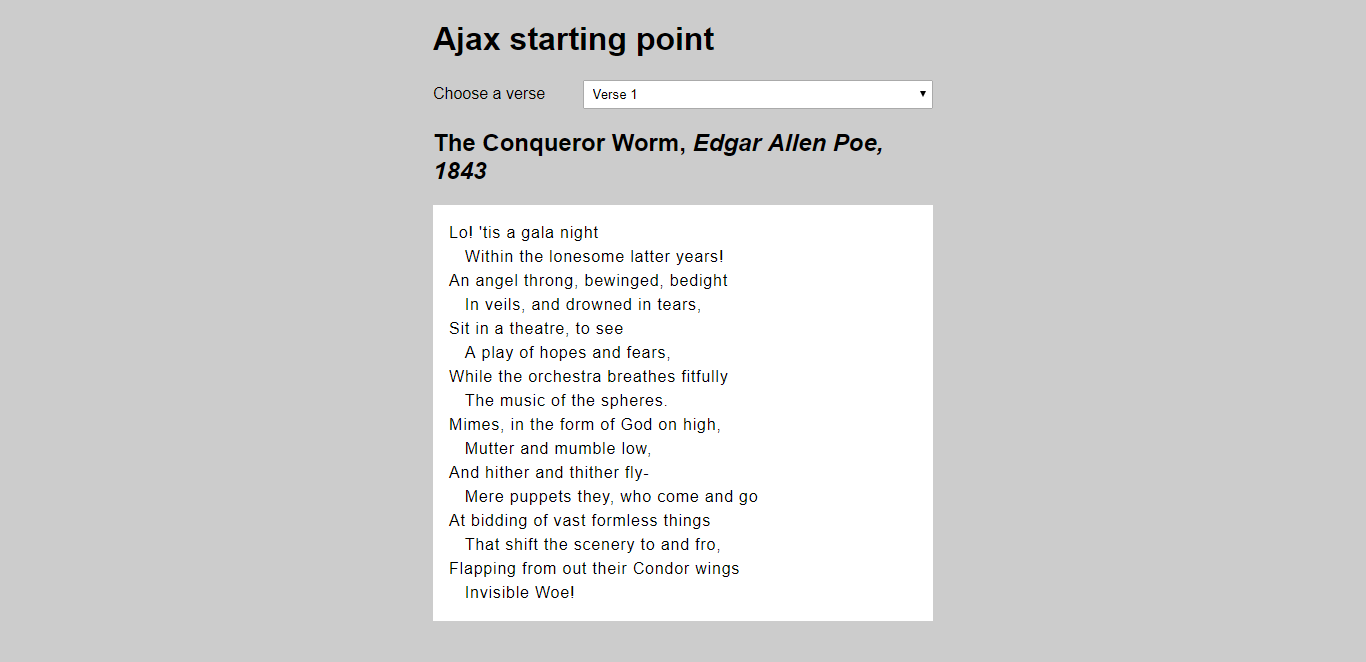 Ajax starting point
Choose a verse
Verse 1
The Conqueror Worm, Edgar Allen Poe,
1843
Lo! 'tis a gala night
Within the lonesome latter years!
An angel throng, bewinged, bedight
In veils, and drowned in tears,
Sit in a theatre, to see
A play of hopes and fears,
While the orchestra breathes fitfully
The music of the spheres.
Mimes, in the form of God on high,
Mutter and mumble low,
And hither and thither fly-
Mere puppets they, who come and go
At bidding of vast formless things
That shift the scenery to and fro,
Flapping from out their Condor wings
Invisible Woe!